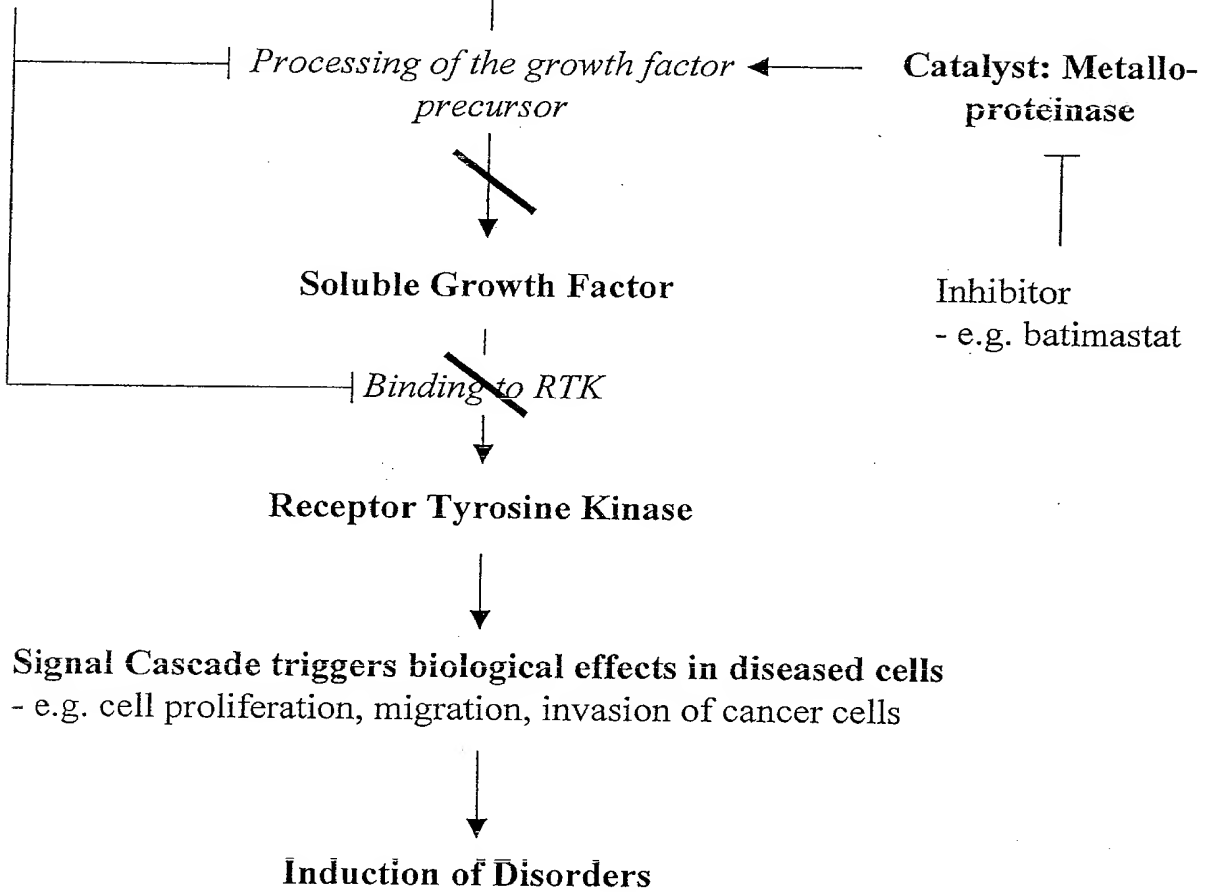 Processing of the growth factor
precursor
Catalyst: Metallo-
proteinase
Soluble Growth Factor
Inhibitor
- e.g. batimastat
Binding to RTK
Receptor Tyrosine Kinase
Signal Cascade triggers biological effects in diseased cells
- e.g. cell proliferation, migration, invasion of cancer cells
Induction of Disorders